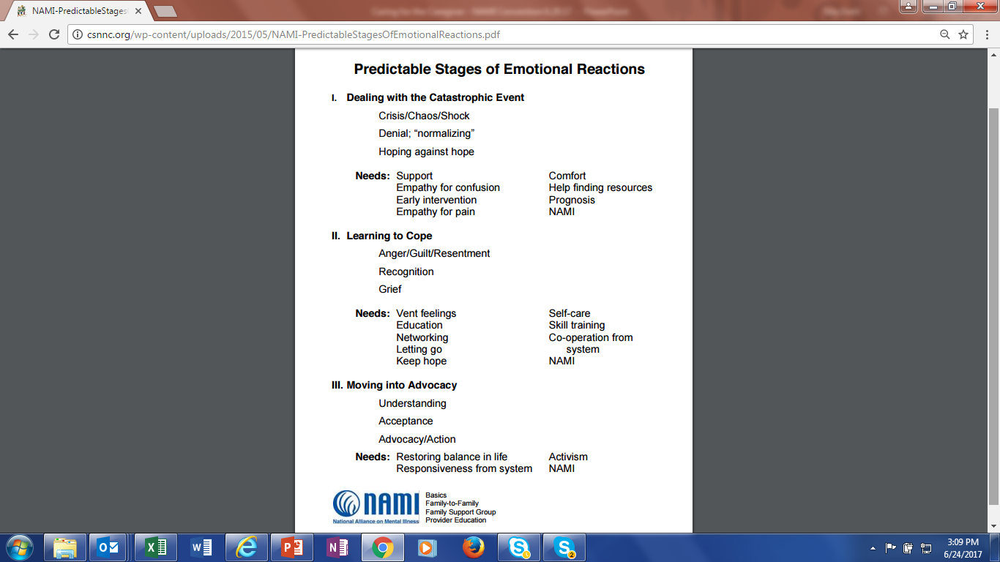 NAMI-PredictableStages
csnnc.org/wp-content/uploads/2015/05/NAMI-PredictableStagesOfEmotionalReactions.pdf
Predictable Stages of Emotional Reactions
I. Dealing with the Catastrophic Event
Crisis/Chaos/Shock
Denial; “normalizing”
Hoping against hope
Needs: Support Comfort
Empathy for confusion Help finding resources
Early intervention Prognosis
Empathy for pain NAMI
II. Learning to Cope
Anger/Guilt/Resentment
Recognition
Grief
Needs: Vent feelings Self-care
Education Skill training
Networking Co-operation from
Letting go system
Keep hope NAMI
III. Moving into Advocacy
Understanding
Acceptance
Advocacy/Action
Needs: Restoring balance in life Activism
Responsiveness from system NAMI
NAMI
National Alliance on Mental Illness
Basics
Family-to-Family
Family Support Group
Provider Education
3:09 PM
6/24/2017